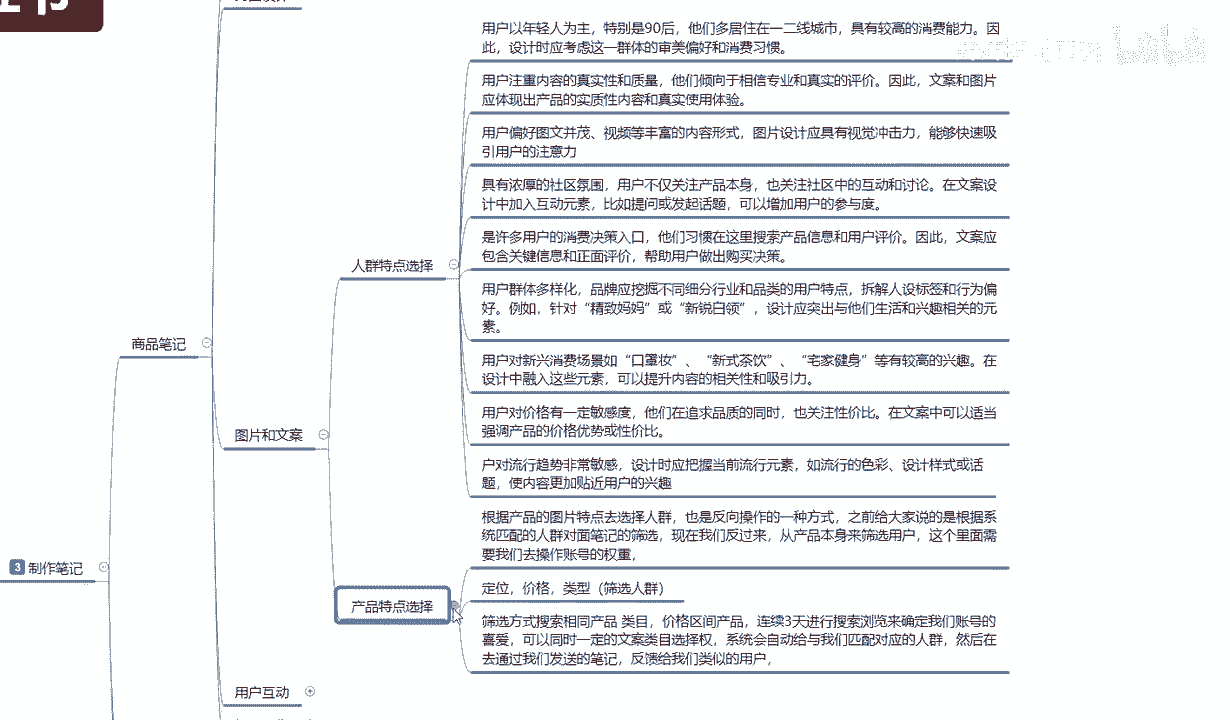 书
用户以年轻人为主，特别是90后，他们多居住在一二线城市，具有较高的消费能力。因
此，设计时应考虑这一群体的审美偏好和消费习惯。
用户注重内容的真实性和质量，他们倾向于相信专业和真实的评价。因此，文案和图片
应体现出产品的实质性内容和真实使用体验。
用户偏好图文并茂、视频等丰富的内容形式，图片设计应具有视觉冲击力，能够快速吸
引用户的注意力
具有浓厚的社区氛围，用户不仅关注产品本身，也关注社区中的互动和讨论。在文案设
计中加入互动元素，比如提问或发起话题，可以增加用户的参与度。
是许多用户的消费决策入口，他们习惯在这里搜索产品信息和用户评价。因此，文案应
包含关键信息和正面评价，帮助用户做出购买决策。
人群特点选择
用户群体多样化，品牌应挖掘不同细分行业和品类的用户特点，拆解人设标签和行为偏
好。例如，针对“精致妈妈”或“新锐白领”，设计应突出与他们生活和兴趣相关的元
素。
商品笔记
用户对新兴消费场景如“口罩妆”、“新式茶饮”、“宅家健身”等有较高的兴趣。在
设计中融入这些元素，可以提升内容的相关性和吸引力。
用户对价格有一定敏感度，他们在追求品质的同时，也关注性价比。在文案中可以适当
强调产品的价格优势或性价比。
图片和文案
户对流行趋势非常敏感，设计时应把握当前流行元素，如流行的色彩、设计样式或话
题，使内容更加贴近用户的兴趣
根据产品的图片特点去选择人群，也是反向操作的一种方式，之前给大家说的是根据系
统匹配的人群对面笔记的筛选，现在我们反过来，从产品本身来筛选用户，这个里面需
要我们去操作账号的权重，
3 制作笔记
定位，价格，类型（筛选人群）
产品特点选择
筛选方式搜索相同产品 类目，价格区间产品，连续3天进行搜索浏览来确定我们账号的
喜爱，可以同时一定的文案类目选择权，系统会自动给与我们匹配对应的人群，然后在
去通过我们发送的笔记，反馈给我们类似的用户，
用户互动